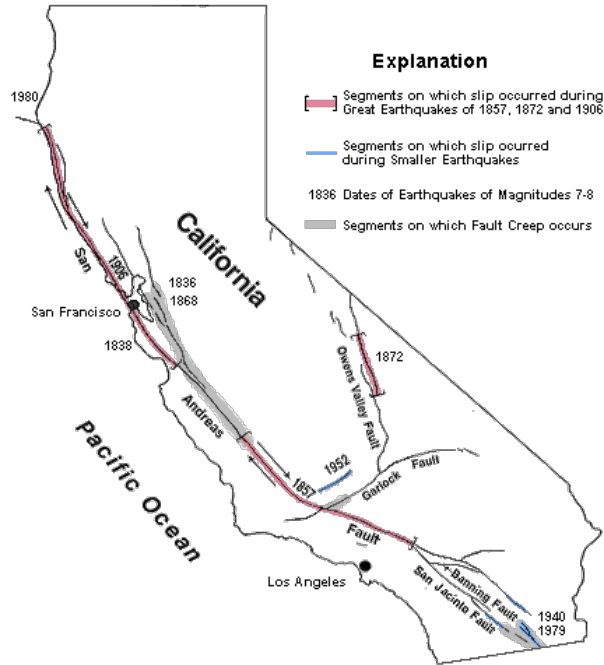 Explanation
Segments on which slip occurred during
Great Earthquakes of 1857, 1872 and 1906
Segments on which slip ocurred
during Smaller Earthquakes
1836 Dates of Earthquakes of Magnitudes 7-8
Segments on which Fault Creep occurs
1980
California
San
1906
1836
1868
San Francisco
1838
1872
Owens Valley Fault
Andreas
Pacific Ocean
1952
1857
Garlock Fault
Fault
Los Angeles
Banning Fault
San Jacinto Fault
1940
1979